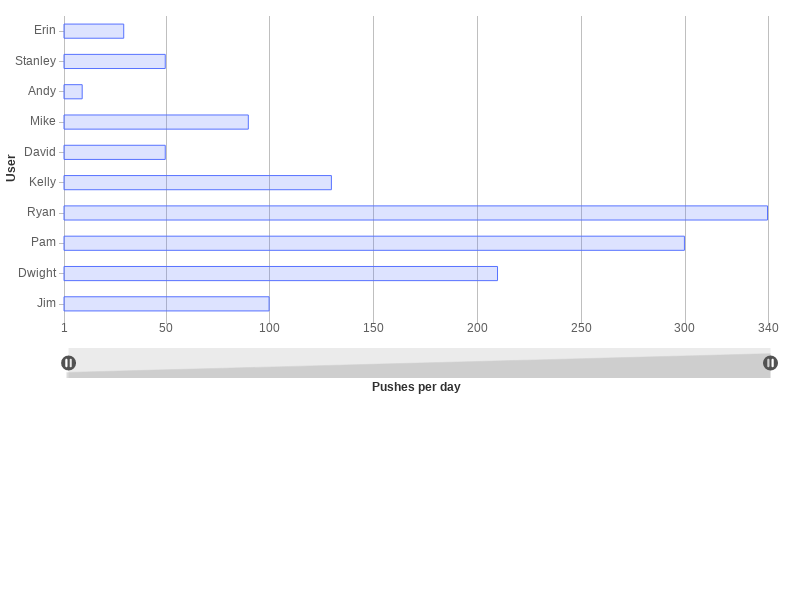 Erin
Stanley
Andy
Mike
David
Kelly
Ryan
Pam
Dwight
Jim
User
1 50 100 150 200 250 300 340
Pushes per day